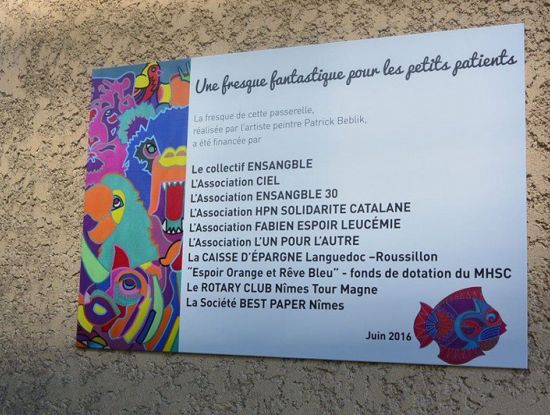 Une fresque fantastique pour les petits patients
La fresque de cette passerelle,
réalisée par l'artiste peintre Patrick Beblik,
a été financée par
Le collectif ENSANGBLE
L'Association CIEL
L'Association ENSANGBLE 30
L'Association HPN SOLIDARITE CATALANE
L'Association FABIEN ESPOIR LEUCÉMIE
L'Association L'UN POUR L'AUTRE
La CAISSE D'ÉPARGNE Languedoc –Roussillon
"Espoir Orange et Rêve Bleu" - fonds de dotation du MHSC
Le ROTARY CLUB Nîmes Tour Magne
La Société BEST PAPER Nîmes
Juin 2016